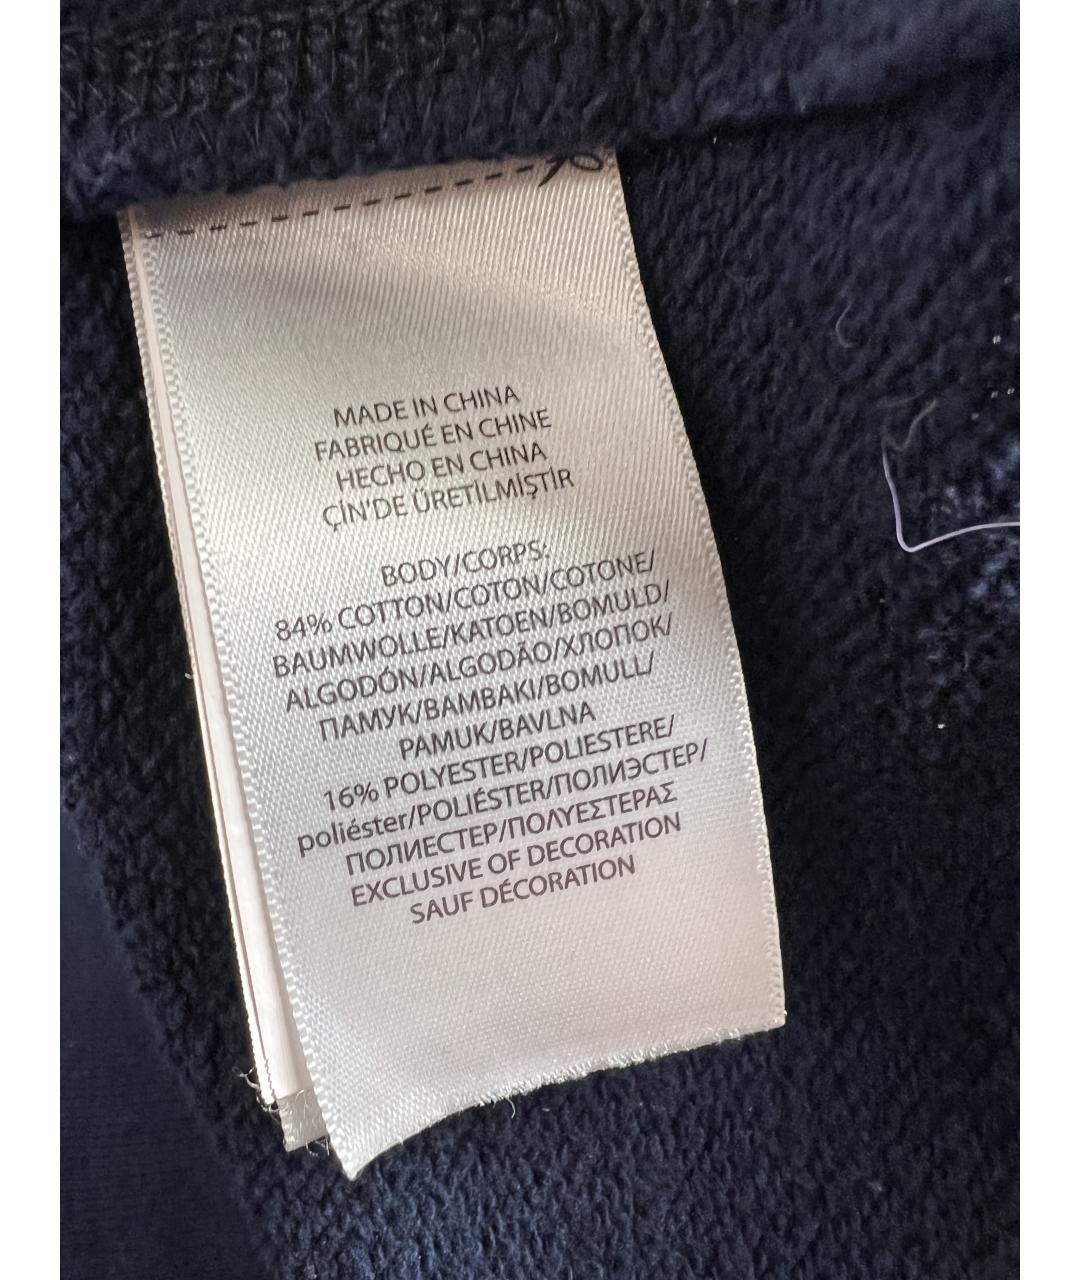 MADE IN CHINA
FABRIQUÉ EN CHINE
HECHO EN CHINA
ÇİN'DE ÜRETİLMİŞTİR
BODY/CORPS:
84% COTTON/COTON/COTONE/
BAUMWOLLE/KATOEN/BOMULD/
ALGODÓN/ALGODÃO/ХЛОПОК/
ПАМУК/ΒΑΜΒΑΚΙ/BOMULL/
PAMUK/BAVLNA
16% POLYESTER/POLIESTERE/
poliéster/POLIÉSTER/ПОЛИЭСТЕР/
ПОЛИЕСТЕР/ΠΟΛΥΕΣΤΕΡΑΣ
EXCLUSIVE OF DECORATION
SAUF DÉCORATION